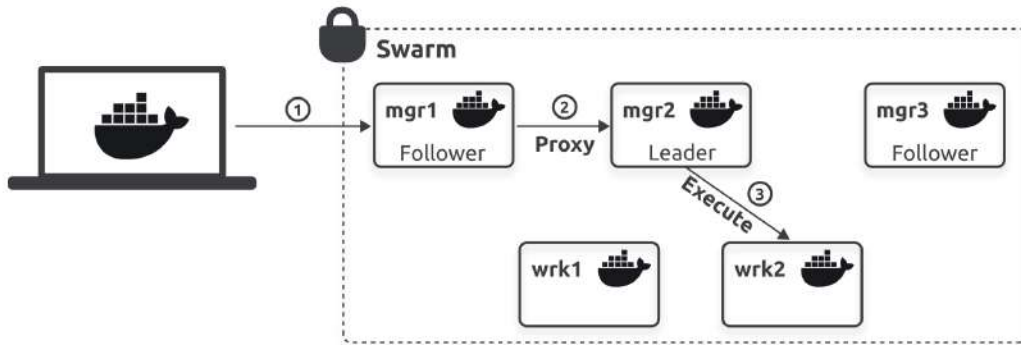 Swarm
①
mgr1
Follower
②
Proxy
mgr2
Leader
mgr3
Follower
③
Execute
wrk1
wrk2